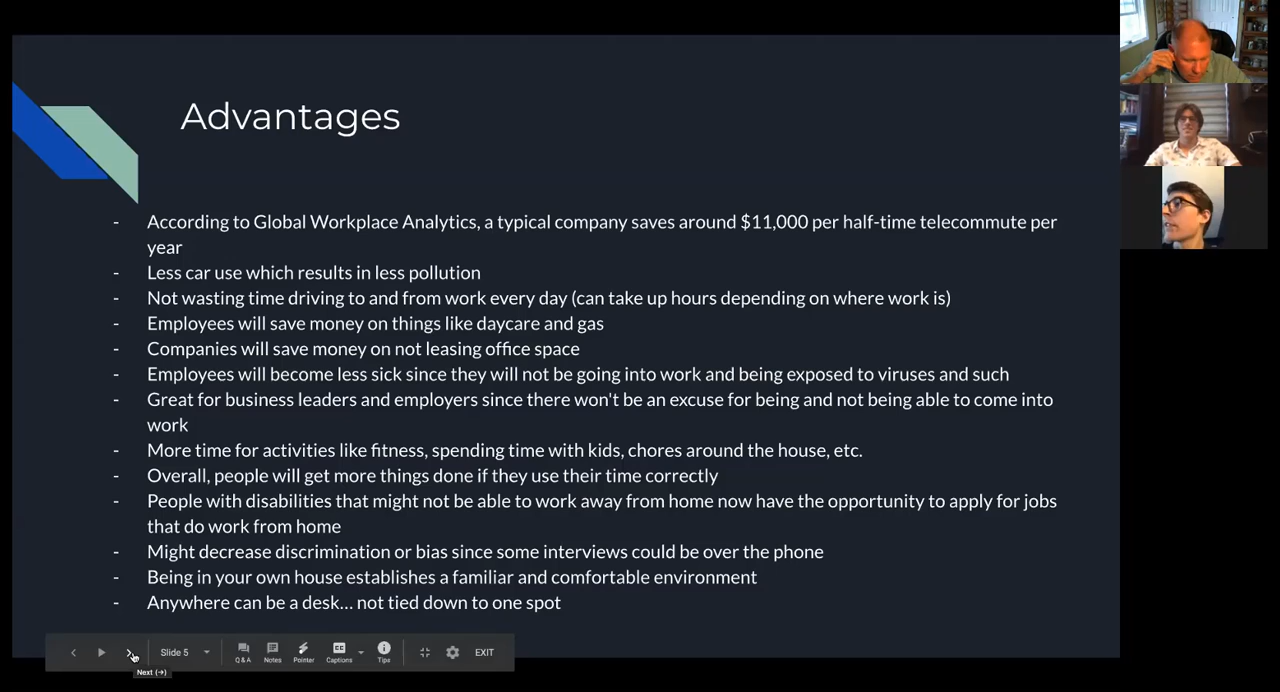 Advantages
- According to Global Workplace Analytics, a typical company saves around $11,000 per half-time telecommute per
year
- Less car use which results in less pollution
- Not wasting time driving to and from work every day (can take up hours depending on where work is)
- Employees will save money on things like daycare and gas
- Companies will save money on not leasing office space
- Employees will become less sick since they will not be going into work and being exposed to viruses and such
- Great for business leaders and employers since there won't be an excuse for being and not being able to come into
work
- More time for activities like fitness, spending time with kids, chores around the house, etc.
- Overall, people will get more things done if they use their time correctly
- People with disabilities that might not be able to work away from home now have the opportunity to apply for jobs
that do work from home
- Might decrease discrimination or bias since some interviews could be over the phone
- Being in your own house establishes a familiar and comfortable environment
- Anywhere can be a desk... not tied down to one spot
Slide 5
Q&A
Notes
Pointer
CC
Captions
Tips
EXIT
Next (→)